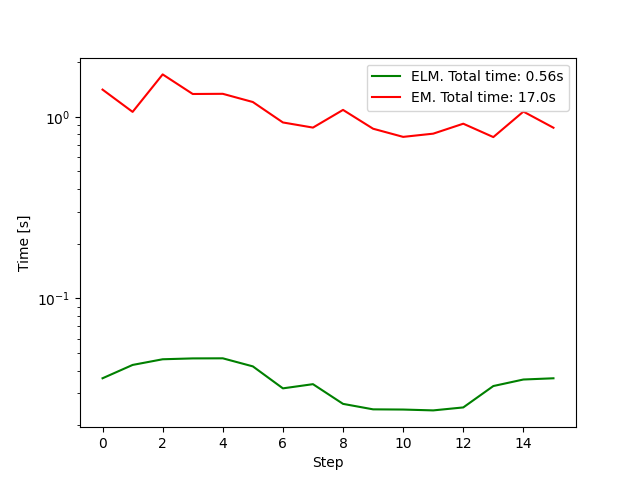 ELM. Total time: 0.56s
EM. Total time: 17.0s
10⁰
10⁻¹
Time [s]
0 2 4 6 8 10 12 14
Step